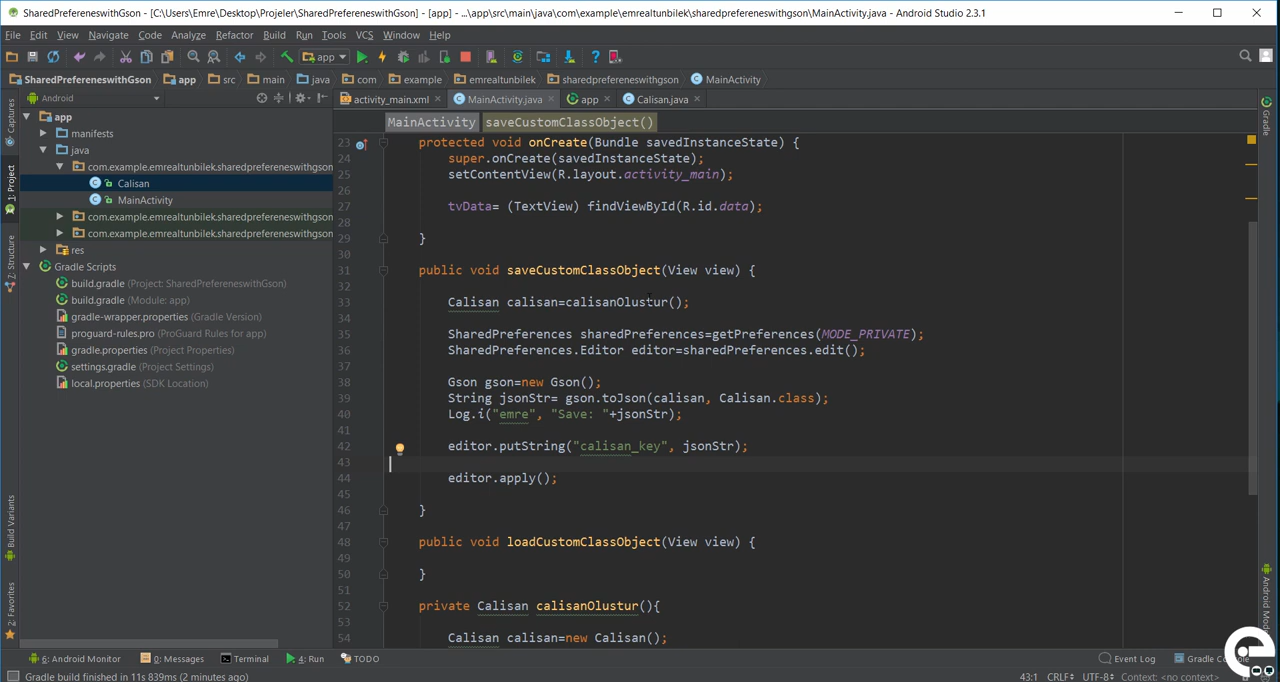 SharedPrefereneswithGson - [C:\Users\Emre\Desktop\Projeler\SharedPrefereneswithGson] - [app] - ...\app\src\main\java\com\example\emrealtunbilek\sharedprefereneswithgson\MainActivity.java - Android Studio 2.3.1
File Edit View Navigate Code Analyze Refactor Build Run Tools VCS Window Help
app
SharedPrefereneswithGson app src main java com example emrealtunbilek sharedprefereneswithgson MainActivity
Android
activity_main.xml MainActivity.java app Calisan.java
MainActivity saveCustomClassObject()
Captures
1: Project
7: Structure
Build Variants
2: Favorites
app
manifests
java
com.example.emrealtunbilek.sharedprefereneswithgson
Calisan
MainActivity
com.example.emrealtunbilek.sharedprefereneswithgson
com.example.emrealtunbilek.sharedprefereneswithgson
res
Gradle Scripts
build.gradle (Project: SharedPrefereneswithGson)
build.gradle (Module: app)
gradle-wrapper.properties (Gradle Version)
proguard-rules.pro (ProGuard Rules for app)
gradle.properties (Project Properties)
settings.gradle (Project Settings)
local.properties (SDK Location)
23 protected void onCreate(Bundle savedInstanceState) {
24 super.onCreate(savedInstanceState);
25 setContentView(R.layout.activity_main);
26
27 tvData= (TextView) findViewById(R.id.data);
28
29 }
30
31 public void saveCustomClassObject(View view) {
32
33 Calisan calisan=calisanOlustur();
34
35 SharedPreferences sharedPreferences=getPreferences(MODE_PRIVATE);
36 SharedPreferences.Editor editor=sharedPreferences.edit();
37
38 Gson gson=new Gson();
39 String jsonStr= gson.toJson(calisan, Calisan.class);
40 Log.i("emre", "Save: "+jsonStr);
41
42 editor.putString("calisan_key", jsonStr);
43
44 editor.apply();
45
46 }
47
48 public void loadCustomClassObject(View view) {
49
50 }
51
52 private Calisan calisanOlustur(){
53
54 Calisan calisan=new Calisan();
Gradle
Android
6: Android Monitor 0: Messages Terminal 4: Run TODO Event Log Gradle
Gradle build finished in 11s 839ms (2 minutes ago) 43:1 CRLF UTF-8 Context: <no context>